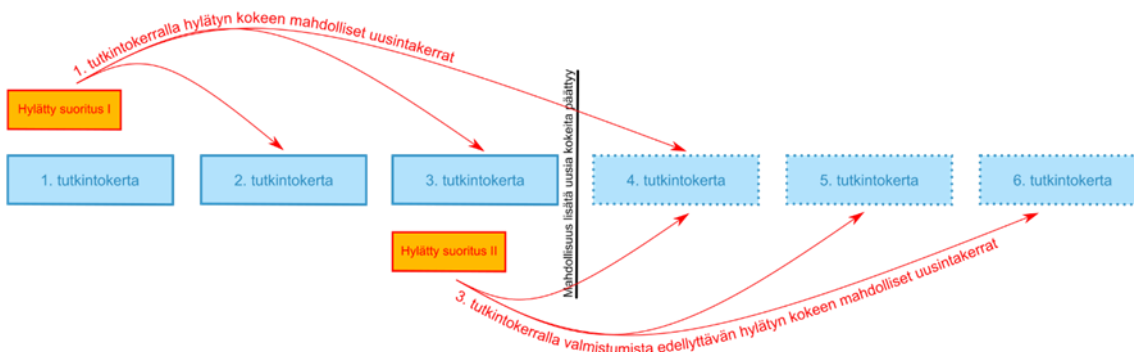 1. tutkintokerralla hylätyn kokeen mahdolliset uusintakerrat
Hylätty suoritus I
Mahdollisuus lisätä uusia kokeita päättyy
1. tutkintokerta
2. tutkintokerta
3. tutkintokerta
4. tutkintokerta
5. tutkintokerta
6. tutkintokerta
Hylätty suoritus II
3. tutkintokerralla valmistumista edellyttävän hylätyn kokeen mahdolliset uusintakerrat